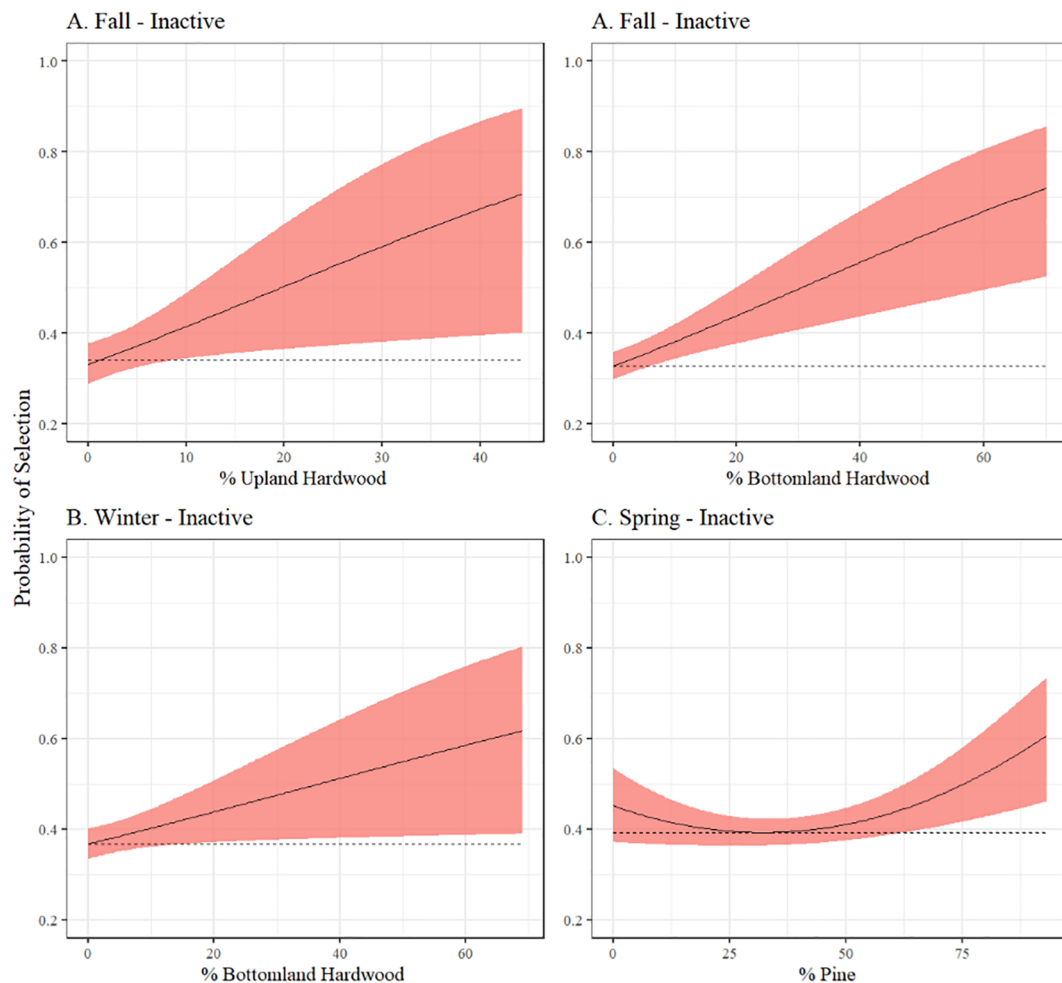 A. Fall - Inactive
1.0
0.8
0.6
0.4
0.2
0 10 20 30 40
% Upland Hardwood
A. Fall - Inactive
1.0
0.8
0.6
0.4
0.2
0 20 40 60
% Bottomland Hardwood
Probability of Selection
B. Winter - Inactive
1.0
0.8
0.6
0.4
0.2
0 20 40 60
% Bottomland Hardwood
C. Spring - Inactive
1.0
0.8
0.6
0.4
0.2
0 25 50 75
% Pine